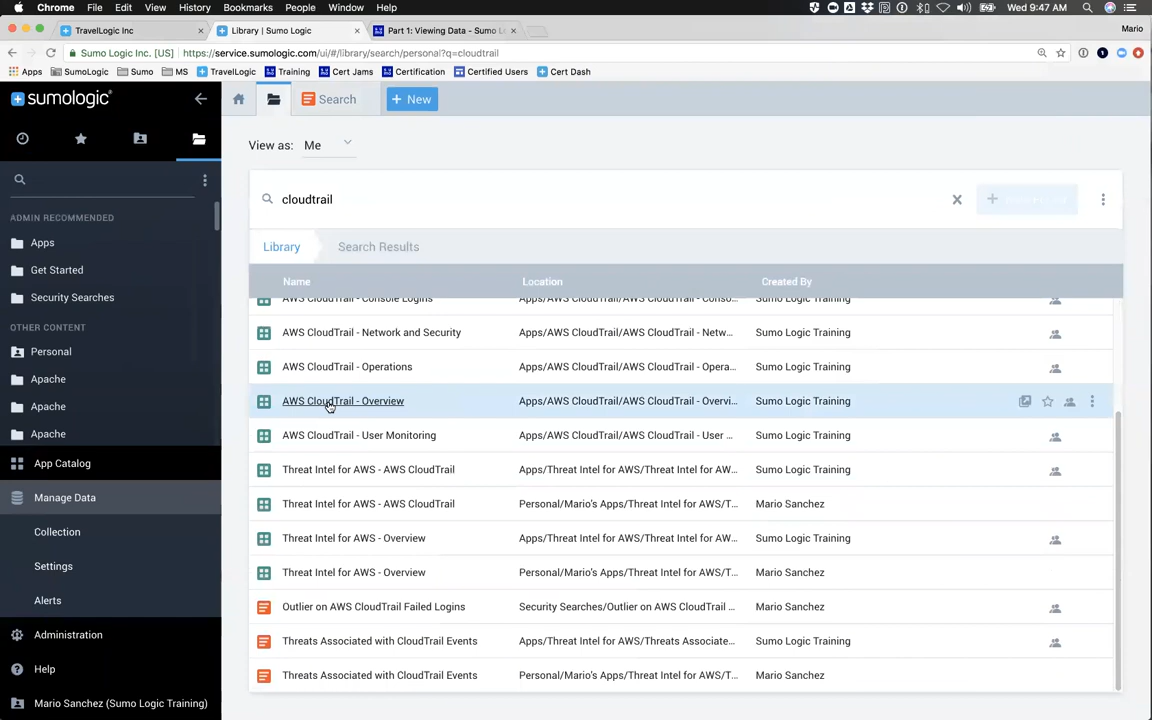 Chrome File Edit View History Bookmarks People Window Help
Wed 9:47 AM
TravelLogic Inc
Library | Sumo Logic
Part 1: Viewing Data - Sumo L
Mario
Sumo Logic Inc. [US] https://service.sumologic.com/ui/#/library/search/personal?q=cloudtrail
Apps SumoLogic Sumo MS TravelLogic Training Cert Jams Certification Certified Users Cert Dash
sumologic
Search
+ New
View as: Me
cloudtrail
ADMIN RECOMMENDED
Apps
Get Started
Security Searches
OTHER CONTENT
Personal
Apache
Apache
Apache
App Catalog
Manage Data
Collection
Settings
Alerts
Administration
Help
Mario Sanchez (Sumo Logic Training)
Library Search Results
Name Location Created By
AWS CloudTrail - Console Logins Apps/AWS CloudTrail/AWS CloudTrail - Conso... Sumo Logic Training
AWS CloudTrail - Network and Security Apps/AWS CloudTrail/AWS CloudTrail - Netw... Sumo Logic Training
AWS CloudTrail - Operations Apps/AWS CloudTrail/AWS CloudTrail - Opera... Sumo Logic Training
AWS CloudTrail - Overview Apps/AWS CloudTrail/AWS CloudTrail - Overvi... Sumo Logic Training
AWS CloudTrail - User Monitoring Apps/AWS CloudTrail/AWS CloudTrail - User ... Sumo Logic Training
Threat Intel for AWS - AWS CloudTrail Apps/Threat Intel for AWS/Threat Intel for AW... Sumo Logic Training
Threat Intel for AWS - AWS CloudTrail Personal/Mario's Apps/Threat Intel for AWS/T... Mario Sanchez
Threat Intel for AWS - Overview Apps/Threat Intel for AWS/Threat Intel for AW... Sumo Logic Training
Threat Intel for AWS - Overview Personal/Mario's Apps/Threat Intel for AWS/T... Mario Sanchez
Outlier on AWS CloudTrail Failed Logins Security Searches/Outlier on AWS CloudTrail ... Mario Sanchez
Threats Associated with CloudTrail Events Apps/Threat Intel for AWS/Threats Associate... Sumo Logic Training
Threats Associated with CloudTrail Events Personal/Mario's Apps/Threat Intel for AWS/T... Mario Sanchez